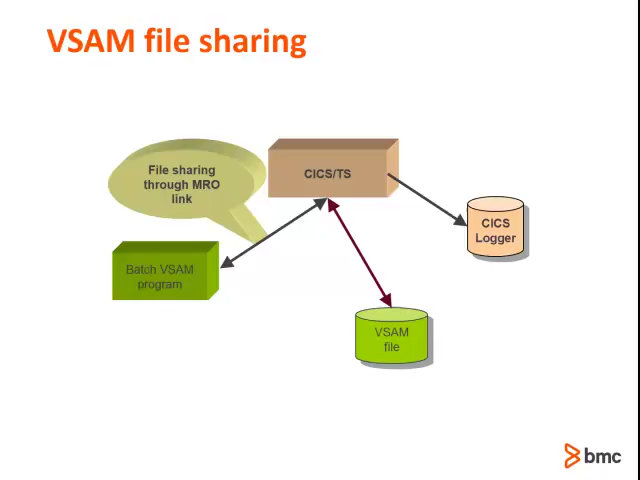 VSAM file sharing
File sharing
through MRO
link
CICS/TS
CICS
Logger
Batch VSAM
program
VSAM
file
bmc